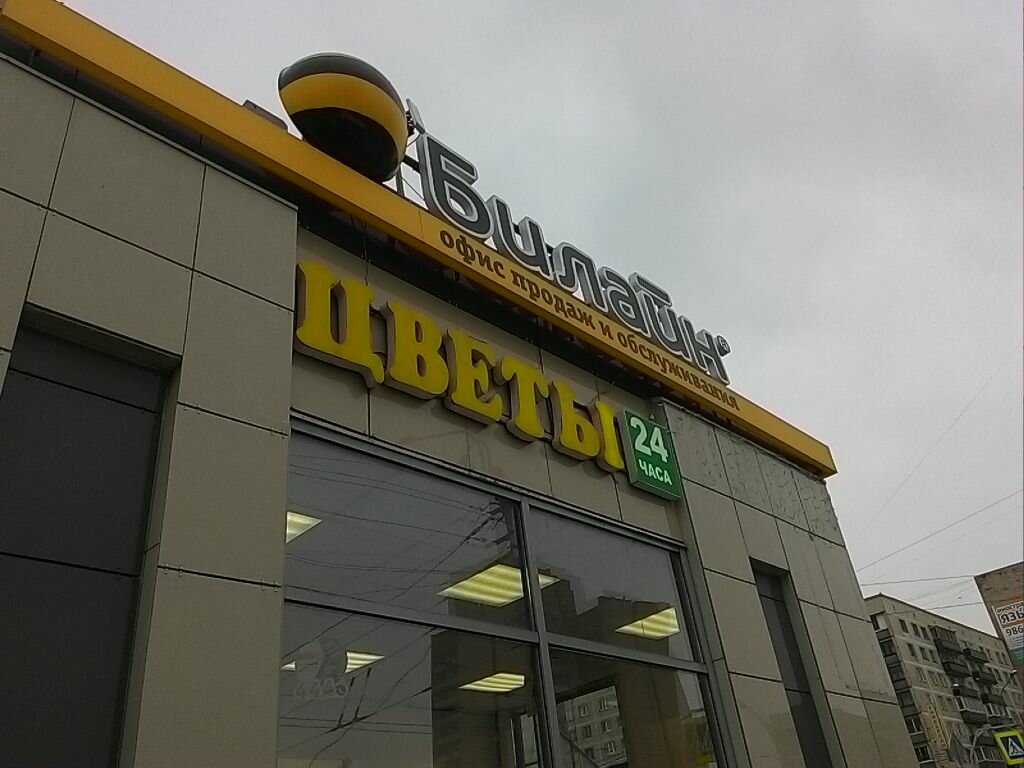 Билайн®
офис продаж и обслуживания
ЦВЕТЫ
24
ЧАСА